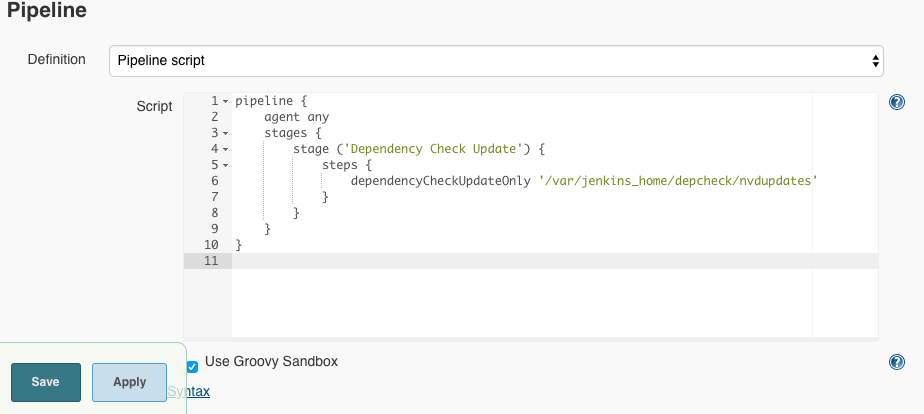 Pipeline
Definition
Pipeline script
Script
1 pipeline {
2 agent any
3 stages {
4 stage ('Dependency Check Update') {
5 steps {
6 dependencyCheckUpdateOnly '/var/jenkins_home/depcheck/nvdupdates'
7 }
8 }
9 }
10 }
11
Use Groovy Sandbox
Save
Apply
Syntax